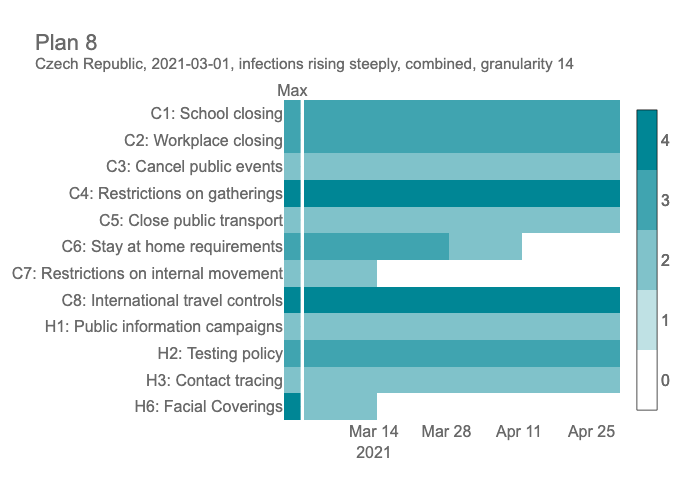 Plan 8
Czech Republic, 2021-03-01, infections rising steeply, combined, granularity 14
Max
C1: School closing
C2: Workplace closing
C3: Cancel public events
C4: Restrictions on gatherings
C5: Close public transport
C6: Stay at home requirements
C7: Restrictions on internal movement
C8: International travel controls
H1: Public information campaigns
H2: Testing policy
H3: Contact tracing
H6: Facial Coverings
Mar 14 Mar 28 Apr 11 Apr 25
2021
4
3
2
1
0